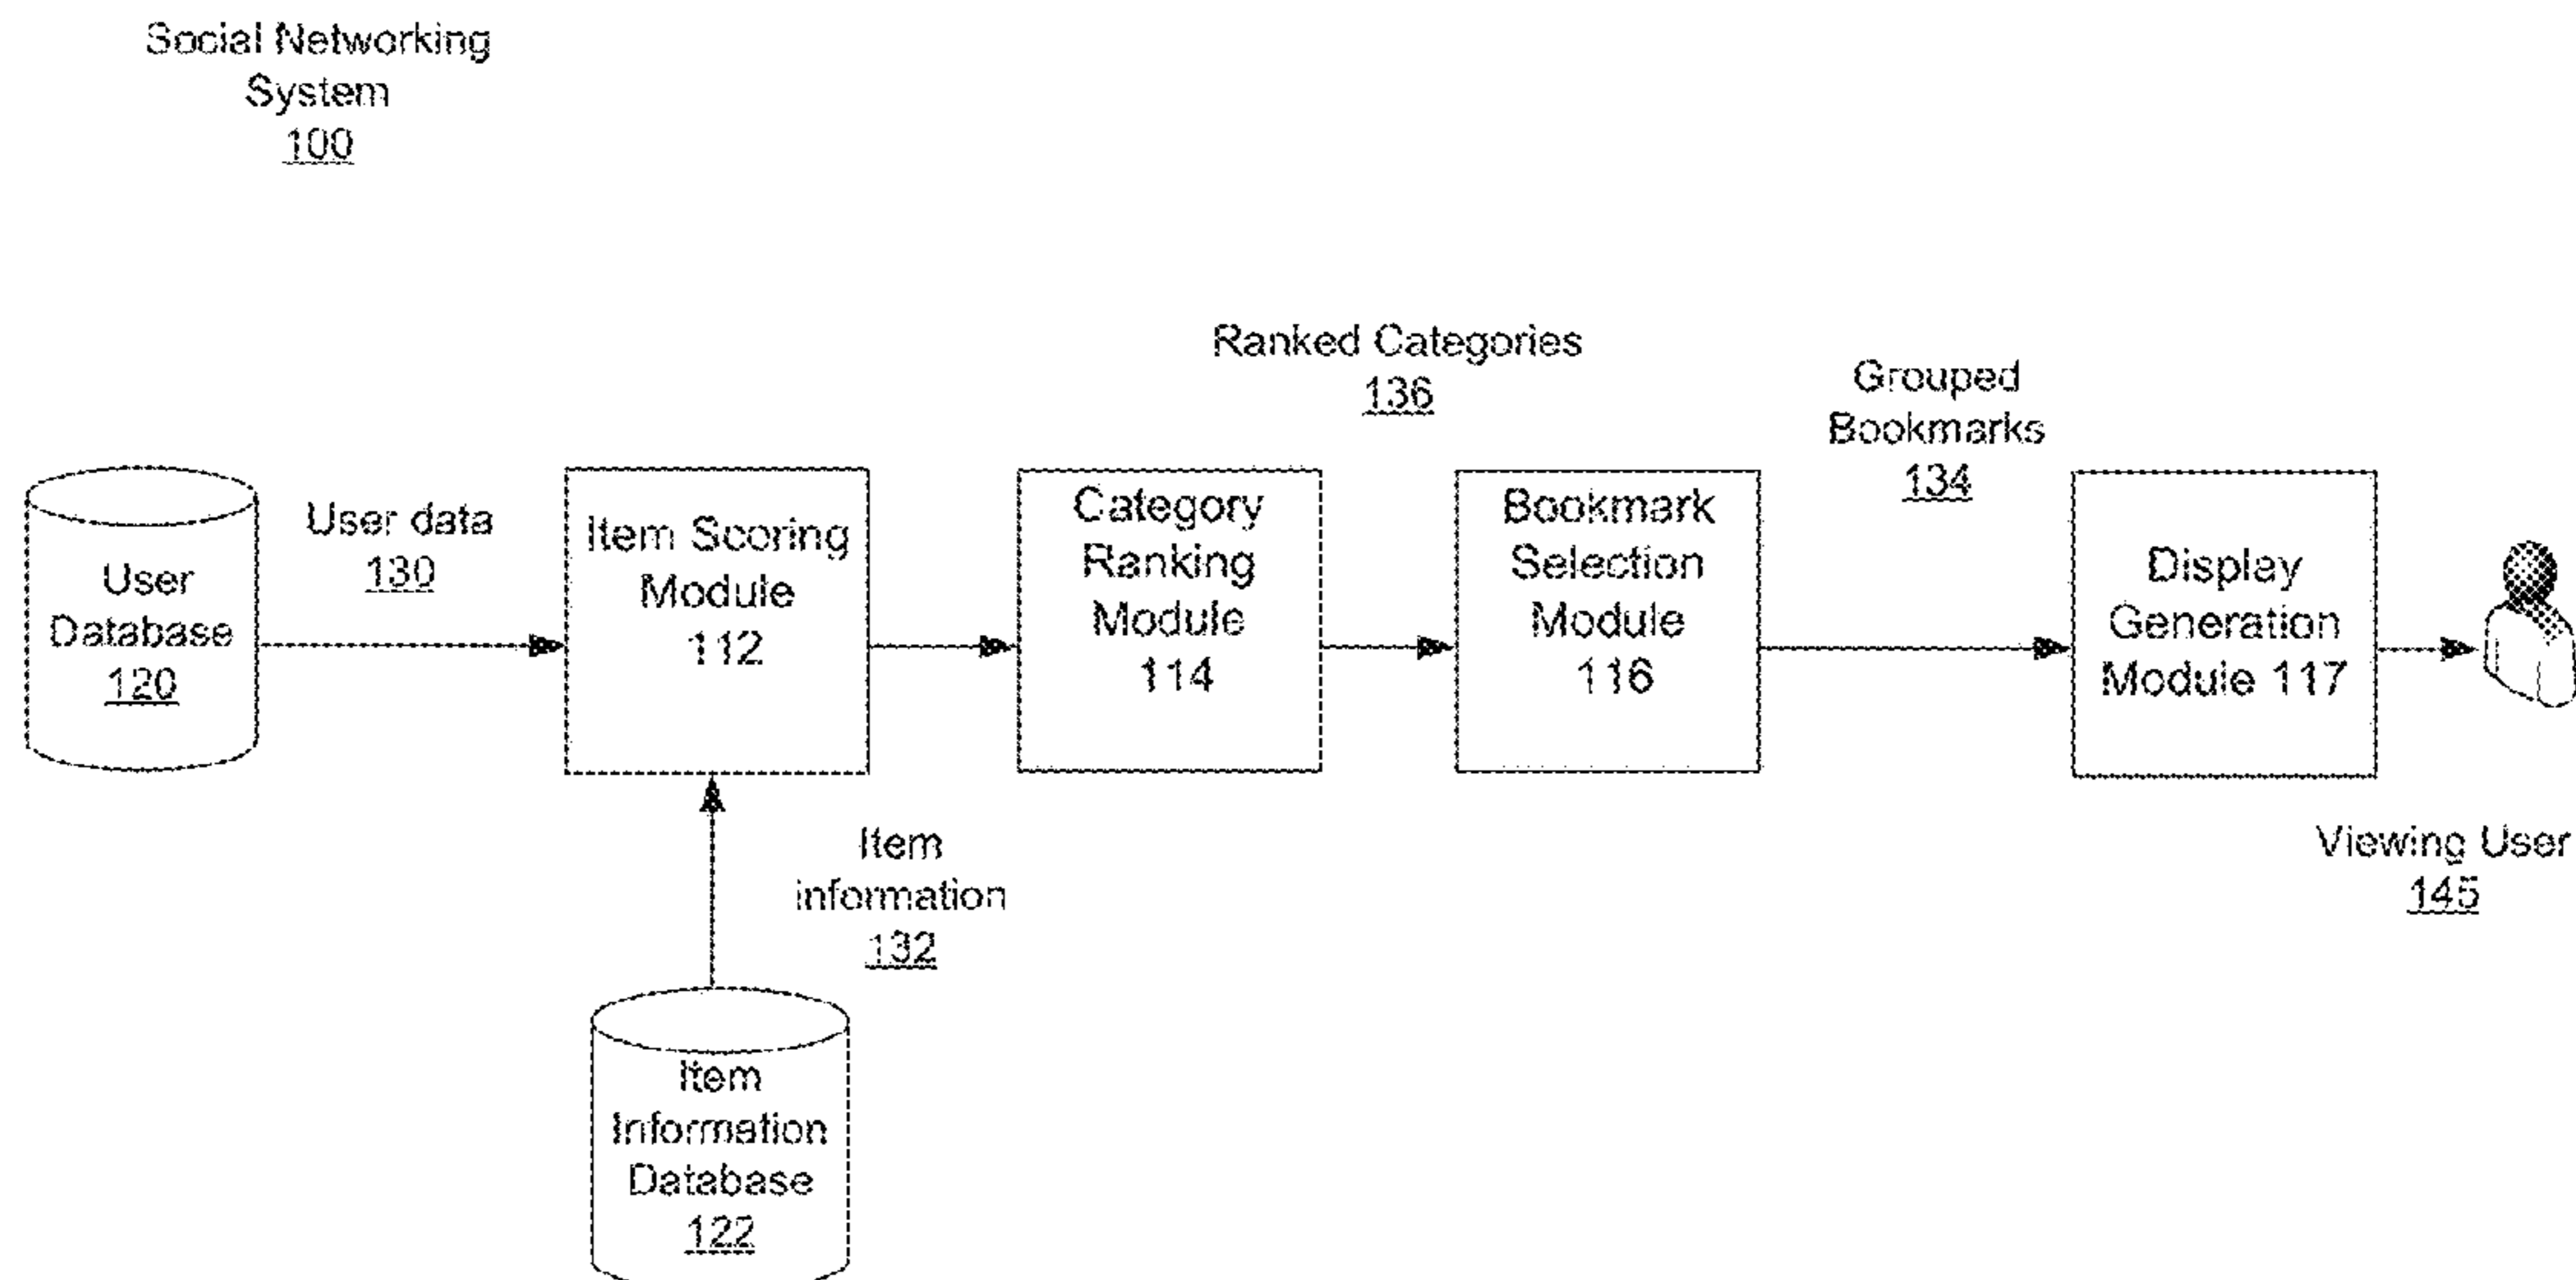 Social Networking
System
100
Ranked Categories
136
Grouped
Bookmarks
134
User data
130
User
Database
120
Item Scoring
Module
112
Category
Ranking
Module
114
Bookmark
Selection
Module
116
Display
Generation
Module 117
Viewing User
145
Item
information
132
Item
Information
Database
122